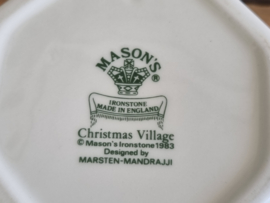 MASON'S
IRONSTONE
MADE IN ENGLAND
Christmas Village
© Mason's Ironstone 1983
Designed by
MARSTEN-MANDRAJJI